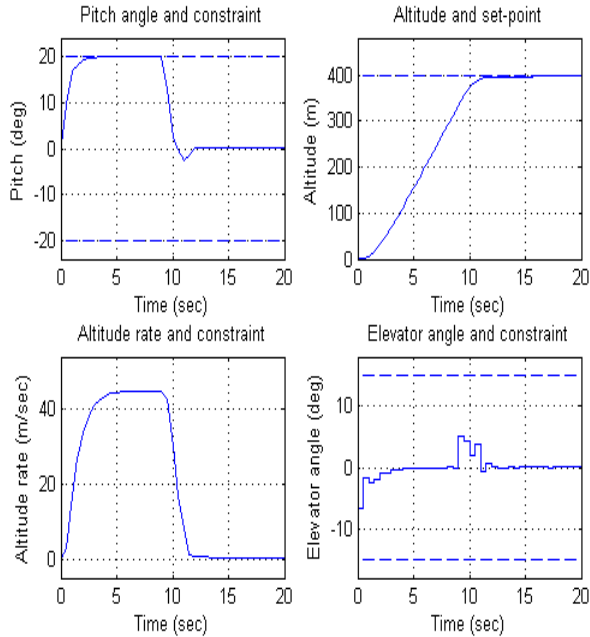 Pitch angle and constraint
20
10
0
-10
-20
Pitch (deg)
0 5 10 15 20
Time (sec)
Altitude and set-point
400
300
200
100
0
Altitude (m)
0 5 10 15 20
Time (sec)
Altitude rate and constraint
40
20
0
Altitude rate (m/sec)
0 5 10 15 20
Time (sec)
Elevator angle and constraint
10
0
-10
Elevator angle (deg)
0 5 10 15 20
Time (sec)